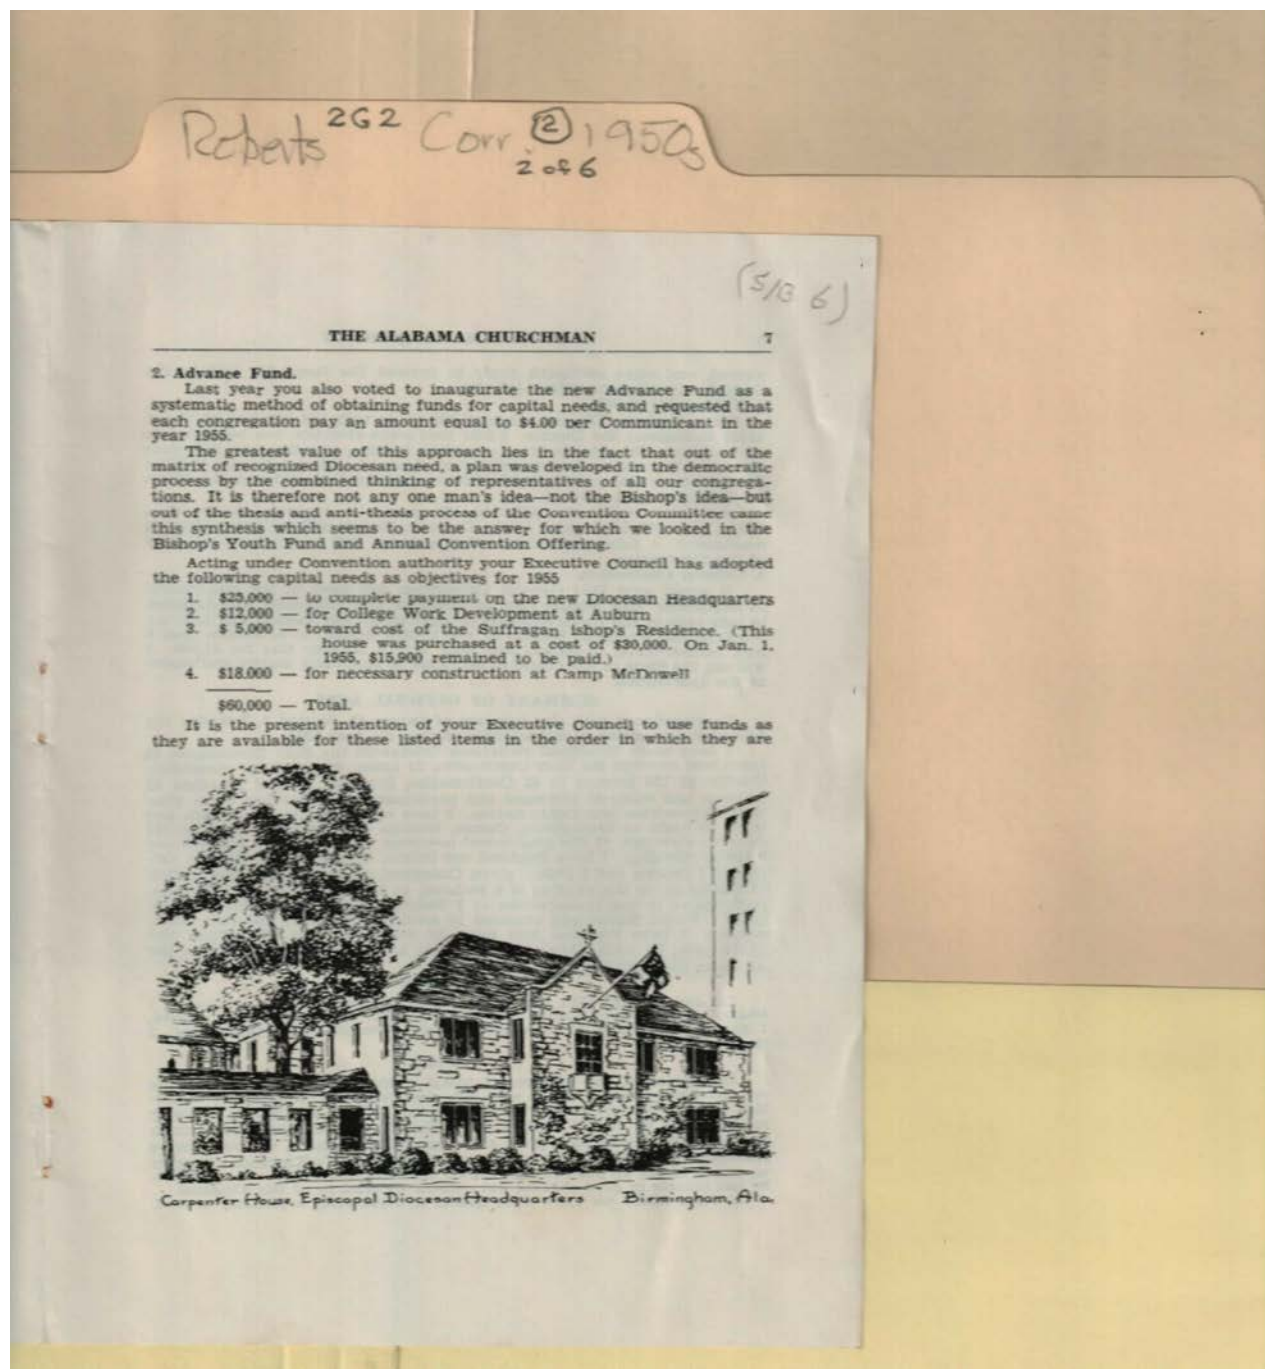 Roberts 2G2 Corr. 2 1950s
2 of 6
(S/B 6)
THE ALABAMA CHURCHMAN 7
2. Advance Fund.
Last year you also voted to inaugurate the new Advance Fund as a
systematic method of obtaining funds for capital needs, and requested that
each congregation pay an amount equal to $4.00 per Communicant in the
year 1955.
The greatest value of this approach lies in the fact that out of the
matrix of recognized Diocesan need, a plan was developed in the democraitc
process by the combined thinking of representatives of all our congrega-
tions. It is therefore not any one man's idea—not the Bishop's idea—but
out of the thesis and anti-thesis process of the Convention Committee came
this synthesis which seems to be the answer for which we looked in the
Bishop's Youth Fund and Annual Convention Offering.
Acting under Convention authority your Executive Council has adopted
the following capital needs as objectives for 1955
1. $25,000 — to complete payment on the new Diocesan Headquarters
2. $12,000 — for College Work Development at Auburn
3. $ 5,000 — toward cost of the Suffragan ishop's Residence. (This
house was purchased at a cost of $30,000. On Jan. 1,
1955, $15,900 remained to be paid.)
4. $18.000 — for necessary construction at Camp McDowell
$60,000 — Total.
It is the present intention of your Executive Council to use funds as
they are available for these listed items in the order in which they are
Carpenter House, Episcopal Diocesan Headquarters Birmingham, Ala.